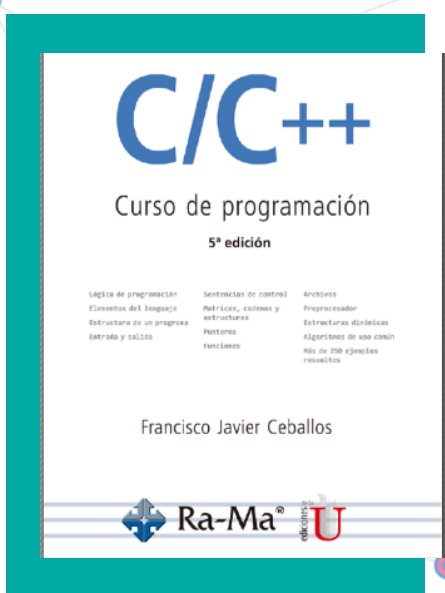 C/C++
Curso de programación
5ª edición
Lógica de programación
Elementos del lenguaje
Estructura de un programa
Entrada y salida
Sentencias de control
Matrices, cadenas y
estructuras
Punteros
Funciones
Archivos
Preprocesador
Estructuras dinámicas
Algoritmos de uso común
Más de 250 ejemplos
resueltos
Francisco Javier Ceballos
Ra-Ma®
ediciones de la
U